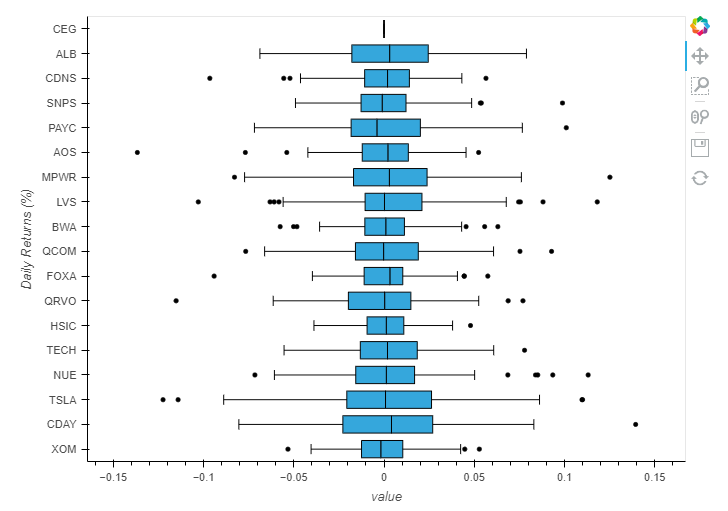 CEG
ALB
CDNS
SNPS
PAYC
AOS
MPWR
LVS
BWA
QCOM
FOXA
QRVO
HSIC
TECH
NUE
TSLA
CDAY
XOM
Daily Returns (%)
−0.15 −0.1 −0.05 0 0.05 0.1 0.15
value